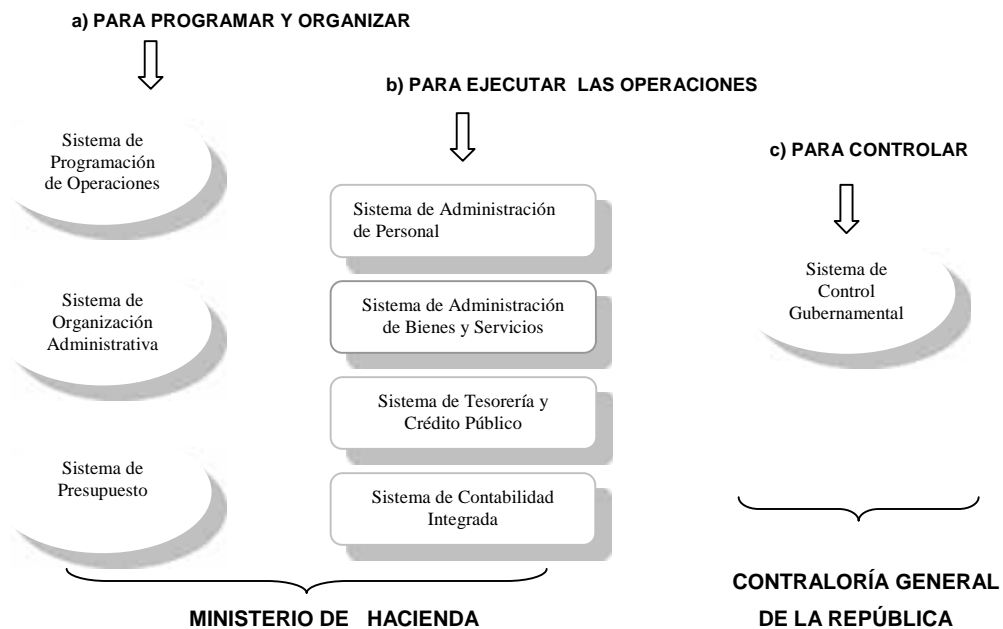 a) PARA PROGRAMAR Y ORGANIZAR
Sistema de
Programación
de Operaciones
Sistema de
Organización
Administrativa
Sistema de
Presupuesto
b) PARA EJECUTAR LAS OPERACIONES
Sistema de Administración
de Personal
Sistema de Administración
de Bienes y Servicios
Sistema de Tesorería y
Crédito Público
Sistema de Contabilidad
Integrada
MINISTERIO DE HACIENDA
c) PARA CONTROLAR
Sistema de
Control
Gubernamental
CONTRALORÍA GENERAL
DE LA REPÚBLICA